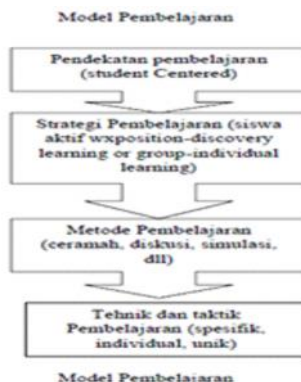 Model Pembelajaran
Pendekatan pembelajaran
(student Centered)
Strategi Pembelajaran (siswa
aktif wxposition-discovery
learning or group-individual
learning)
Metode Pembelajaran
(ceramah, diskusi, simulasi,
dll)
Tehnik dan taktik
Pembelajaran (spesifik,
individual, unik)
Model Pembelajaran